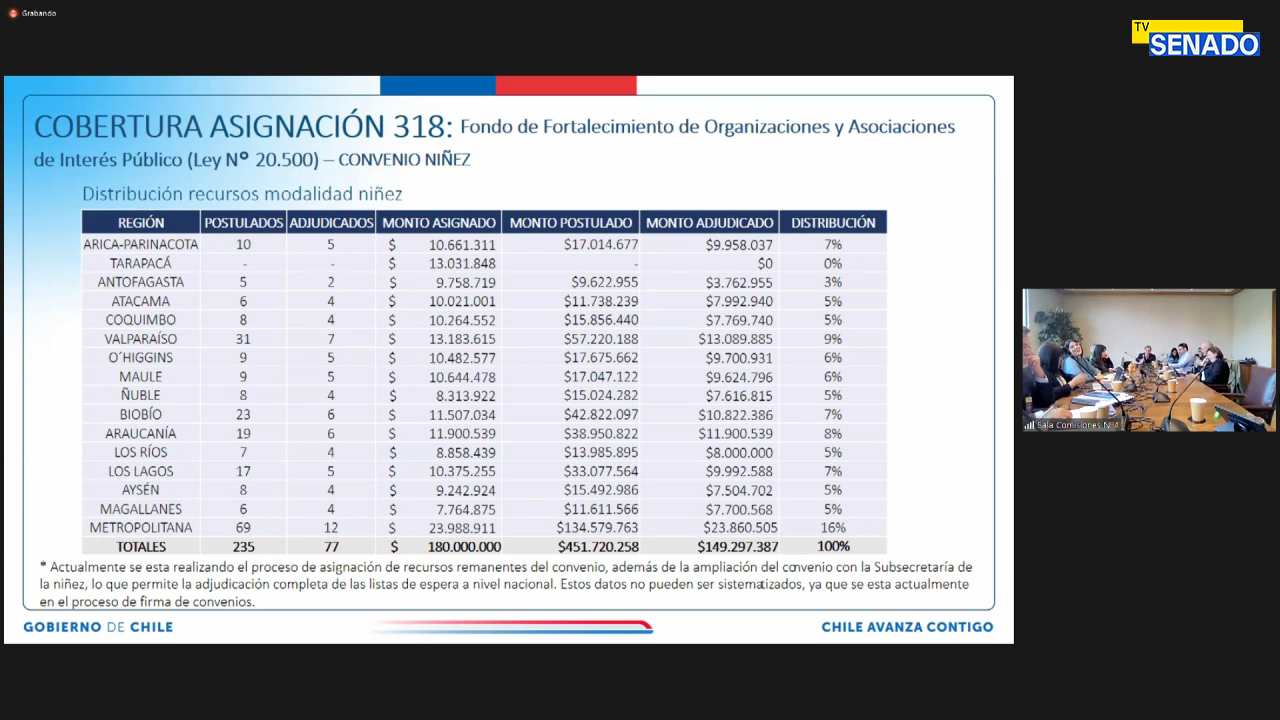 Grabando
TV
SENADO
COBERTURA ASIGNACIÓN 318: Fondo de Fortalecimiento de Organizaciones y Asociaciones
de Interés Público (Ley Nº 20.500) – CONVENIO NIÑEZ
Distribución recursos modalidad niñez
REGIÓN POSTULADOS ADJUDICADOS MONTO ASIGNADO MONTO POSTULADO MONTO ADJUDICADO DISTRIBUCIÓN
ARICA-PARINACOTA 10 5 $ 10.661.311 $17.014.677 $9.958.037 7%
TARAPACÁ - - $ 13.031.848 - $0 0%
ANTOFAGASTA 5 2 $ 9.758.719 $9.622.955 $3.762.955 3%
ATACAMA 6 4 $ 10.021.001 $11.738.239 $7.992.940 5%
COQUIMBO 8 4 $ 10.264.552 $15.856.440 $7.769.740 5%
VALPARAÍSO 31 7 $ 13.183.615 $57.220.188 $13.089.885 9%
O´HIGGINS 9 5 $ 10.482.577 $17.675.662 $9.700.931 6%
MAULE 9 5 $ 10.644.478 $17.047.122 $9.624.796 6%
ÑUBLE 8 4 $ 8.313.922 $15.024.282 $7.616.815 5%
BIOBÍO 23 6 $ 11.507.034 $42.822.097 $10.822.386 7%
ARAUCANÍA 19 6 $ 11.900.539 $38.950.822 $11.900.539 8%
LOS RÍOS 7 4 $ 8.858.439 $13.985.895 $8.000.000 5%
LOS LAGOS 17 5 $ 10.375.255 $33.077.564 $9.992.588 7%
AYSÉN 8 4 $ 9.242.924 $15.492.986 $7.504.702 5%
MAGALLANES 6 4 $ 7.764.875 $11.611.566 $7.700.568 5%
METROPOLITANA 69 12 $ 23.988.911 $134.579.763 $23.860.505 16%
TOTALES 235 77 $ 180.000.000 $451.720.258 $149.297.387 100%
* Actualmente se esta realizando el proceso de asignación de recursos remanentes del convenio, además de la ampliación del convenio con la Subsecretaría de
la niñez, lo que permite la adjudicación completa de las listas de espera a nivel nacional. Estos datos no pueden ser sistematizados, ya que se esta actualmente
en el proceso de firma de convenios.
GOBIERNO DE CHILE
CHILE AVANZA CONTIGO
Sala Comisiones N°4